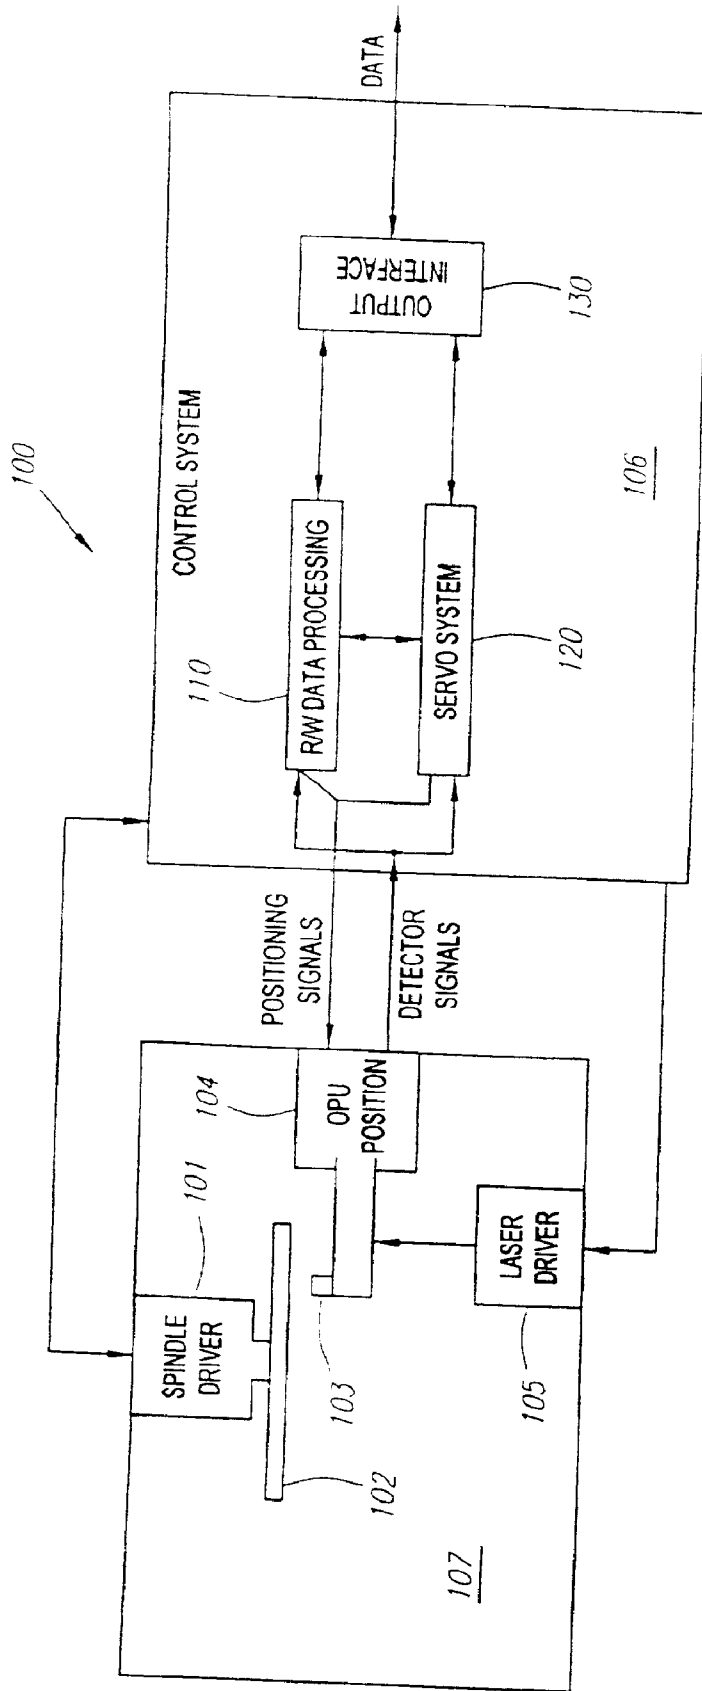 100
CONTROL SYSTEM
DATA
110
R/W DATA PROCESSING
OUTPUT
INTERFACE
SERVO SYSTEM
120
130
106
POSITIONING
SIGNALS
DETECTOR
SIGNALS
101
SPINDLE
DRIVER
104
OPU
POSITION
102
103
LASER
DRIVER
105
107